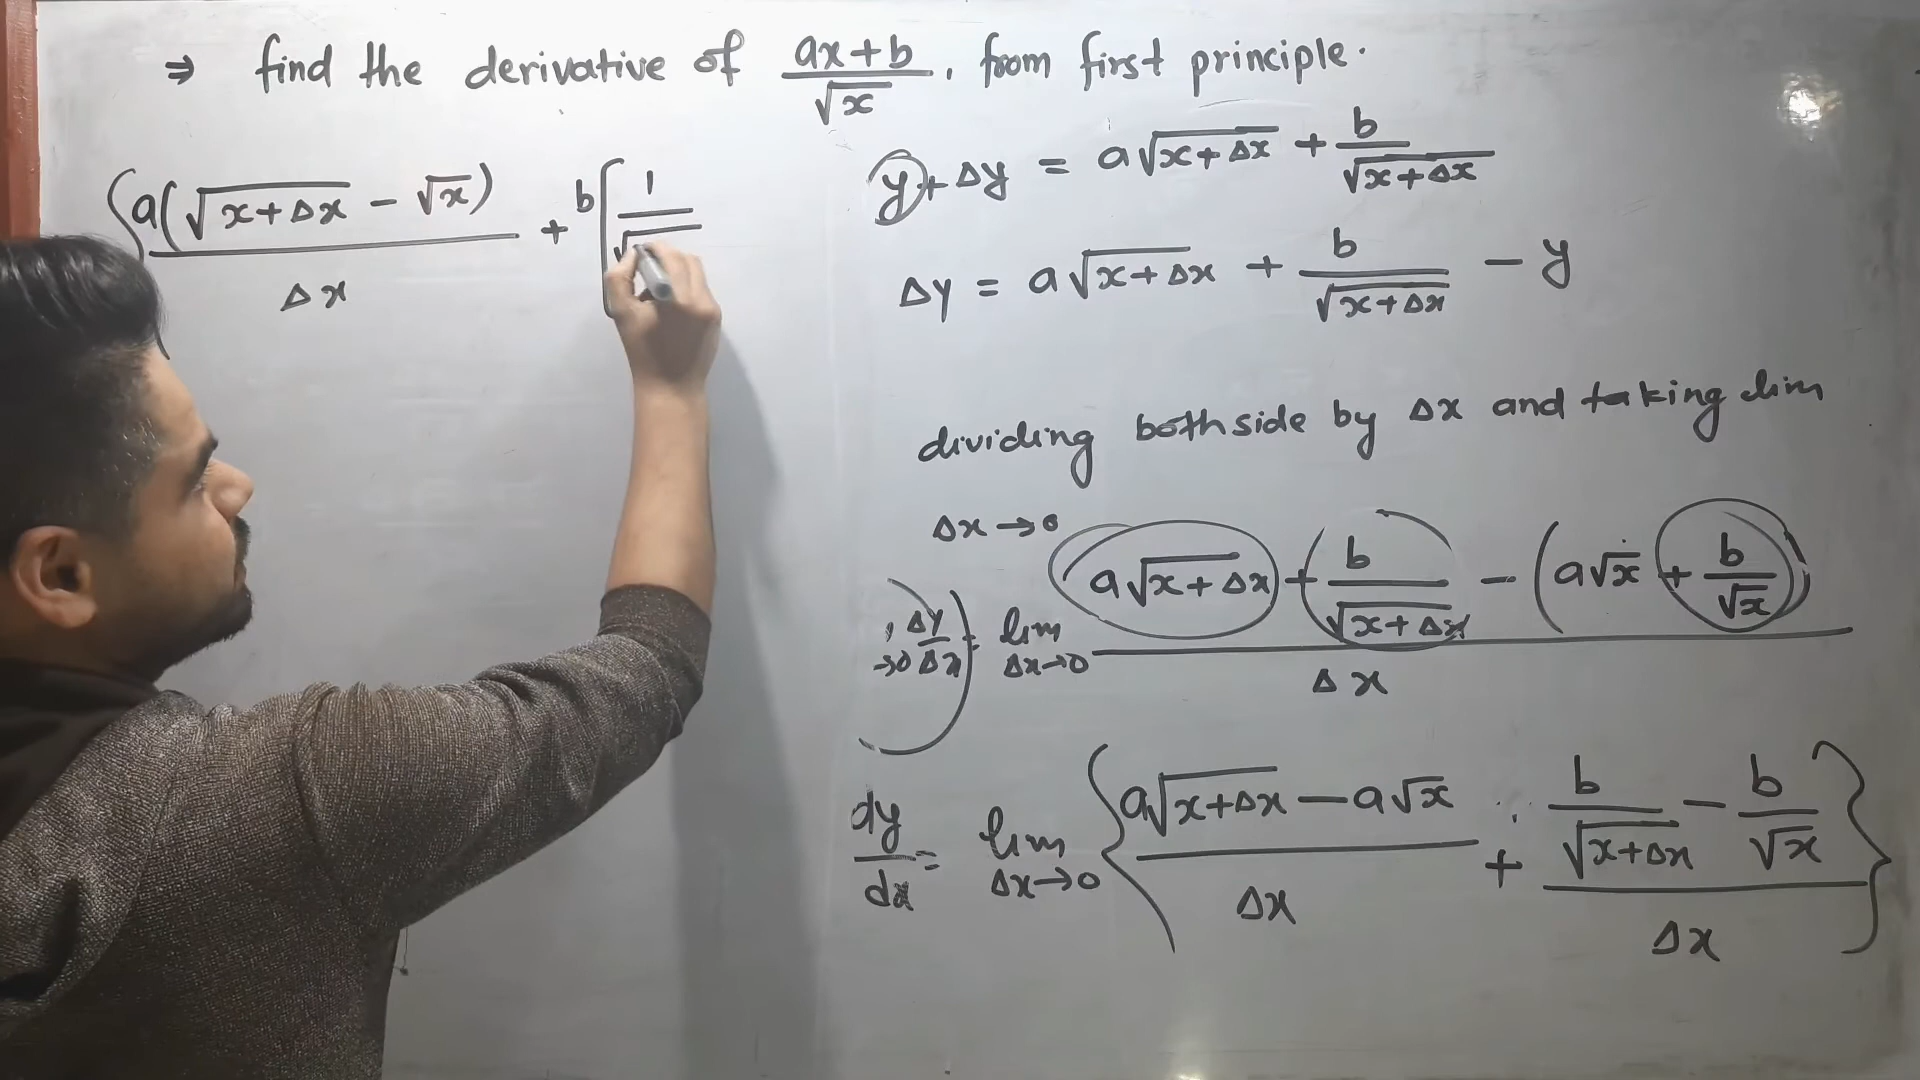 ⇒ find the derivative of (ax+b)/√x, from first principle.
{a(√(x+Δx) - √x)/Δx + b[1/√
y+Δy = a√(x+Δx) + b/√(x+Δx)
Δy = a√(x+Δx) + b/√(x+Δx) - y
dividing both side by Δx and taking lim
Δx→0
→0 Δy/Δx) = lim Δx→0 (a√(x+Δx) + b/√(x+Δx) - (a√x + b/√x))/Δx
dy/dx = lim Δx→0 {(a√(x+Δx) - a√x)/Δx + (b/√(x+Δx) - b/√x)/Δx}